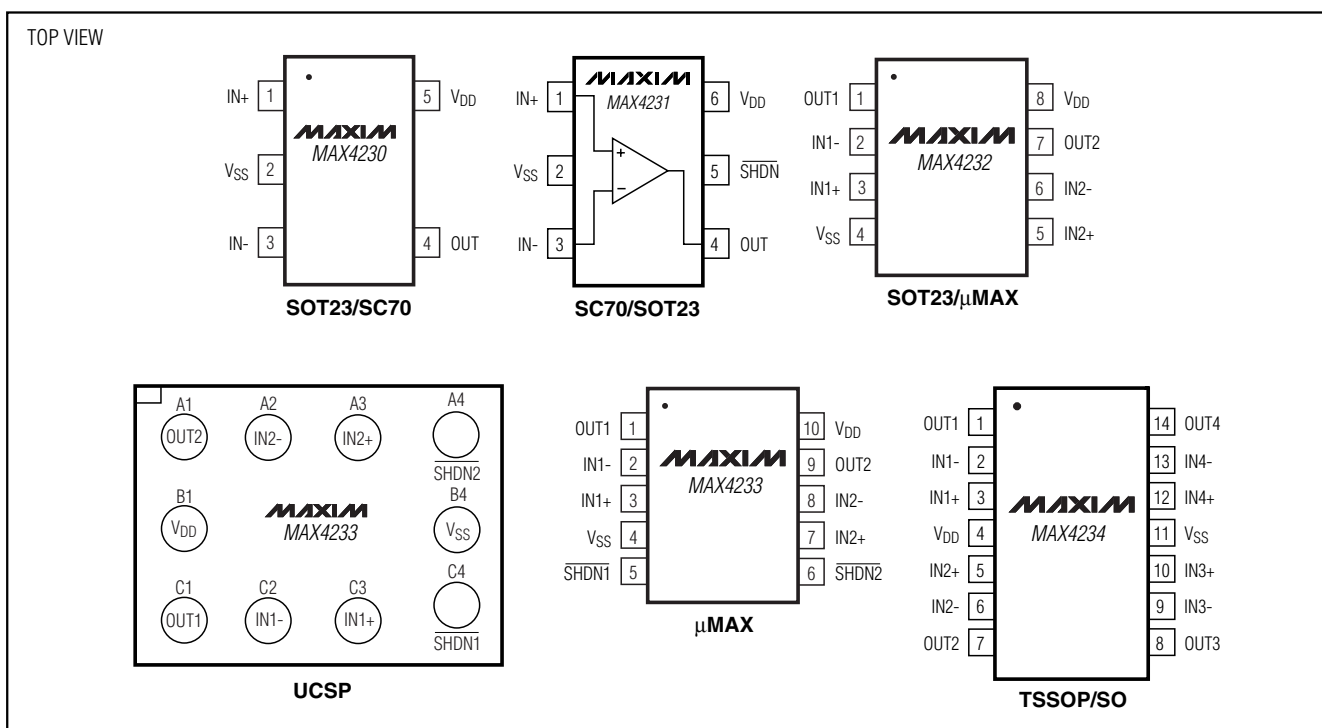 TOP VIEW
IN+ 1
VSS 2
IN- 3
5 VDD
4 OUT
MAXIM
MAX4230
SOT23/SC70
IN+ 1
VSS 2
IN- 3
6 VDD
5 SHDN
4 OUT
MAXIM
MAX4231
+
−
SC70/SOT23
OUT1 1
IN1- 2
IN1+ 3
VSS 4
8 VDD
7 OUT2
6 IN2-
5 IN2+
MAXIM
MAX4232
SOT23/μMAX
A1 A2 A3 A4
OUT2 IN2- IN2+
SHDN2
B1 B4
VDD VSS
MAXIM
MAX4233
C1 C2 C3 C4
OUT1 IN1- IN1+
SHDN1
UCSP
OUT1 1
IN1- 2
IN1+ 3
VSS 4
SHDN1 5
10 VDD
9 OUT2
8 IN2-
7 IN2+
6 SHDN2
MAXIM
MAX4233
μMAX
OUT1 1
IN1- 2
IN1+ 3
VDD 4
IN2+ 5
IN2- 6
OUT2 7
14 OUT4
13 IN4-
12 IN4+
11 VSS
10 IN3+
9 IN3-
8 OUT3
MAXIM
MAX4234
TSSOP/SO